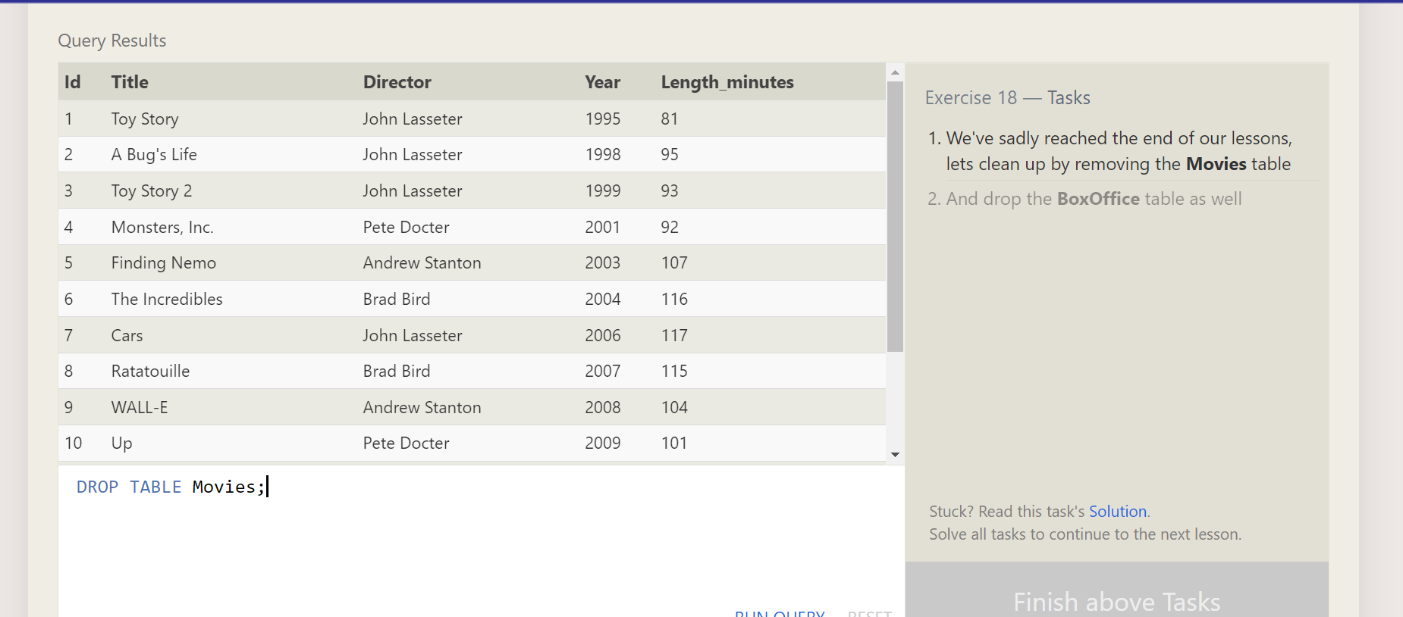 Query Results
Id Title Director Year Length_minutes
1 Toy Story John Lasseter 1995 81
2 A Bug's Life John Lasseter 1998 95
3 Toy Story 2 John Lasseter 1999 93
4 Monsters, Inc. Pete Docter 2001 92
5 Finding Nemo Andrew Stanton 2003 107
6 The Incredibles Brad Bird 2004 116
7 Cars John Lasseter 2006 117
8 Ratatouille Brad Bird 2007 115
9 WALL-E Andrew Stanton 2008 104
10 Up Pete Docter 2009 101
DROP TABLE Movies;
RUN QUERY RESET
Exercise 18 — Tasks
1. We've sadly reached the end of our lessons,
lets clean up by removing the Movies table
2. And drop the BoxOffice table as well
Stuck? Read this task's Solution.
Solve all tasks to continue to the next lesson.
Finish above Tasks